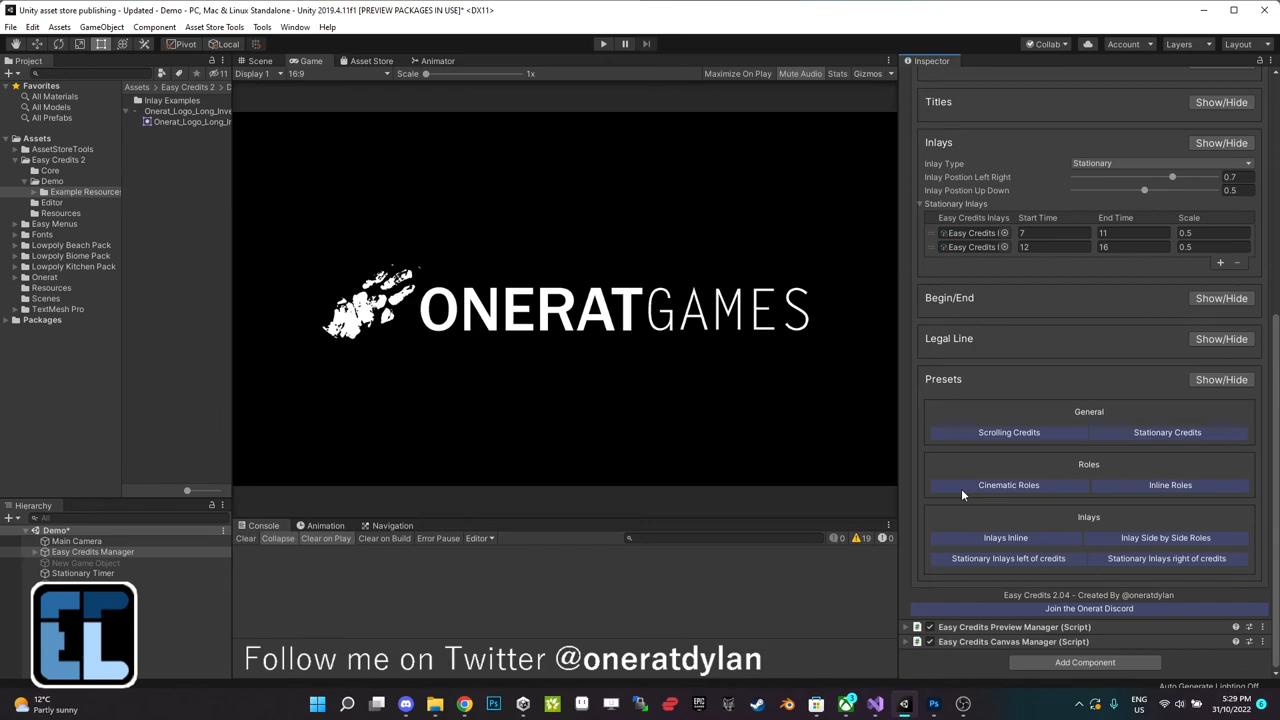 Unity asset store publishing - Updated - Demo - PC, Mac & Linux Standalone - Unity 2019.4.11f1 [PREVIEW PACKAGES IN USE]* <DX11>
File Edit Assets GameObject Component Asset Store Tools Tools Window Help
Pivot Local Collab Account Layers Layout
Project
11
Favorites
All Materials
All Models
All Prefabs
Assets
AssetStoreTools
Easy Credits 2
Core
Demo
Example Resources
Editor
Resources
Easy Menus
Fonts
Lowpoly Beach Pack
Lowpoly Biome Pack
Lowpoly Kitchen Pack
Onerat
Resources
Scenes
TextMesh Pro
Packages
Assets > Easy Credits 2 > D
Inlay Examples
Onerat_Logo_Long_Inve
Onerat_Logo_Long_In
Hierarchy
All
Demo*
Main Camera
Easy Credits Manager
New Game Object
Stationary Timer
EC
Scene Game Asset Store Animator
Display 1 16:9 Scale 1x Maximize On Play Mute Audio Stats Gizmos
ONERATGAMES
Console Animation Navigation
Clear Collapse Clear on Play Clear on Build Error Pause Editor 0 19 0
Follow me on Twitter @oneratdylan
Inspector
Titles Show/Hide
Inlays Show/Hide
Inlay Type Stationary
Inlay Postion Left Right 0.7
Inlay Postion Up Down 0.5
Stationary Inlays
Easy Credits Inlays Start Time End Time Scale
Easy Credits I 7 11 0.5
Easy Credits I 12 16 0.5
Begin/End Show/Hide
Legal Line Show/Hide
Presets Show/Hide
General
Scrolling Credits Stationary Credits
Roles
Cinematic Roles Inline Roles
Inlays
Inlays Inline Inlay Side by Side Roles
Stationary Inlays left of credits Stationary Inlays right of credits
Easy Credits 2.04 - Created By @oneratdylan
Join the Onerat Discord
Easy Credits Preview Manager (Script)
Easy Credits Canvas Manager (Script)
Add Component
Auto Generate Lighting Off
12°C
Partly sunny
3
ENG
US
5:29 PM
31/10/2022
6